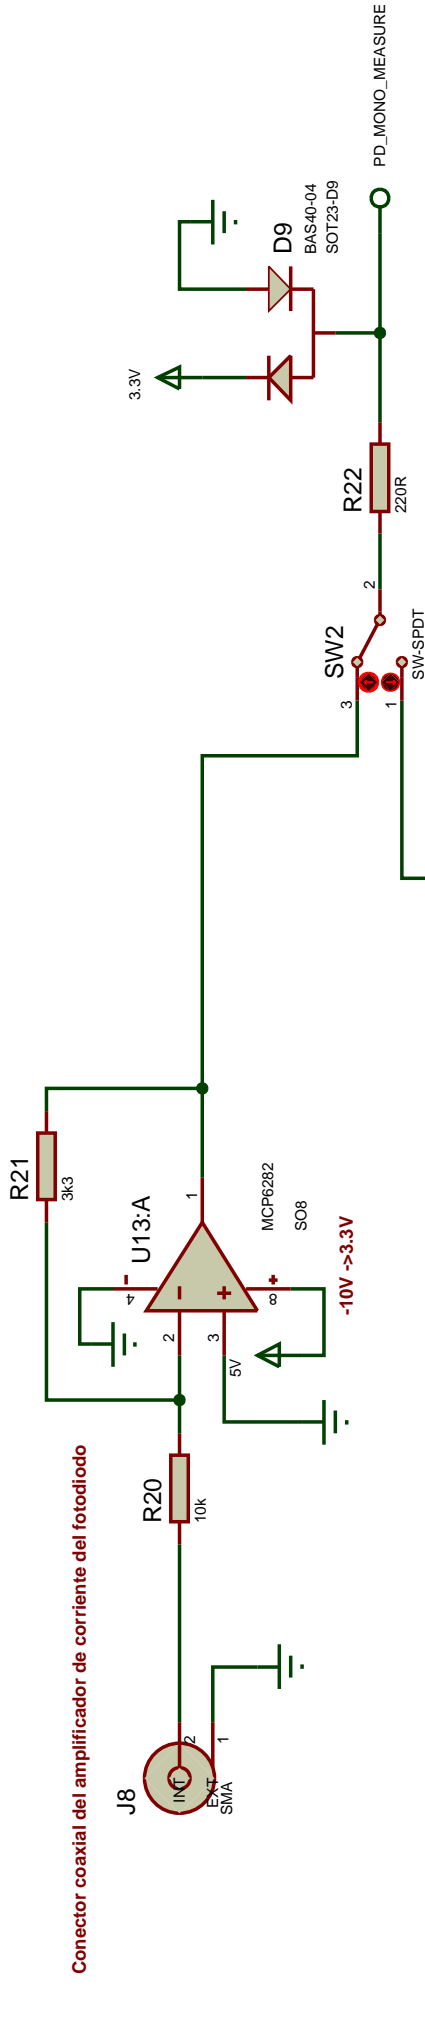 Conector coaxial del amplificador de corriente del fotodiodo
J8
INT
EXT
SMA
2
1
R20
10k
R21
3k3
U13:A
2
3
4
8
1
5V
MCP6282
SO8
-10V ->3.3V
SW2
3
1
2
SW-SPDT
R22
220R
3.3V
D9
BAS40-04
SOT23-D9
PD_MONO_MEASURE